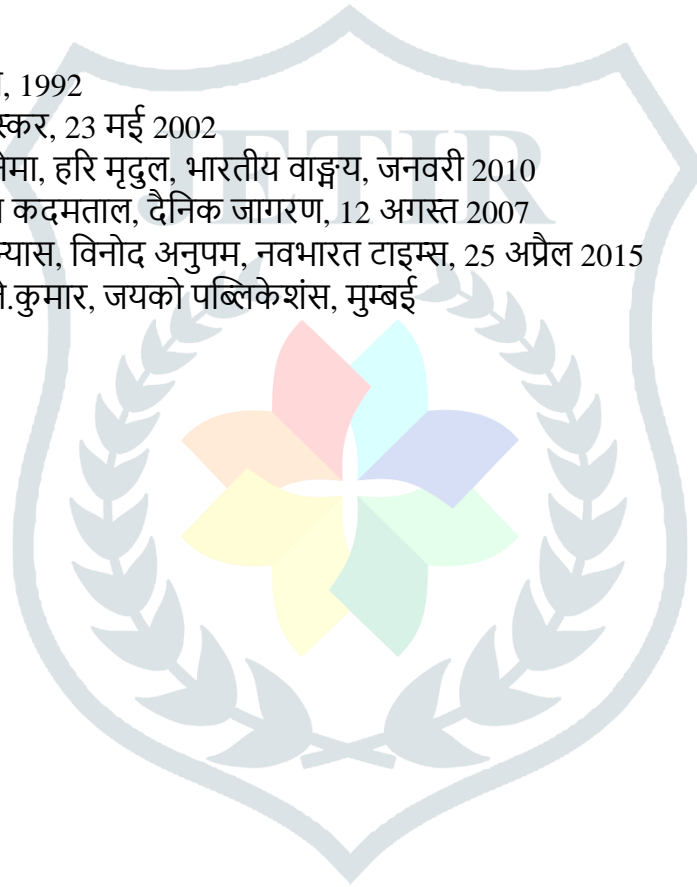 , 1992
स्कर, 23 मई 2002
नेमा, हरि मृदुल, भारतीय वाङ्मय, जनवरी 2010
कदमताल, दैनिक जागरण, 12 अगस्त 2007
न्यास, विनोद अनुपम, नवभारत टाइम्स, 25 अप्रैल 2015
.कुमार, जयको पब्लिकेशंस, मुम्बई
JETIR